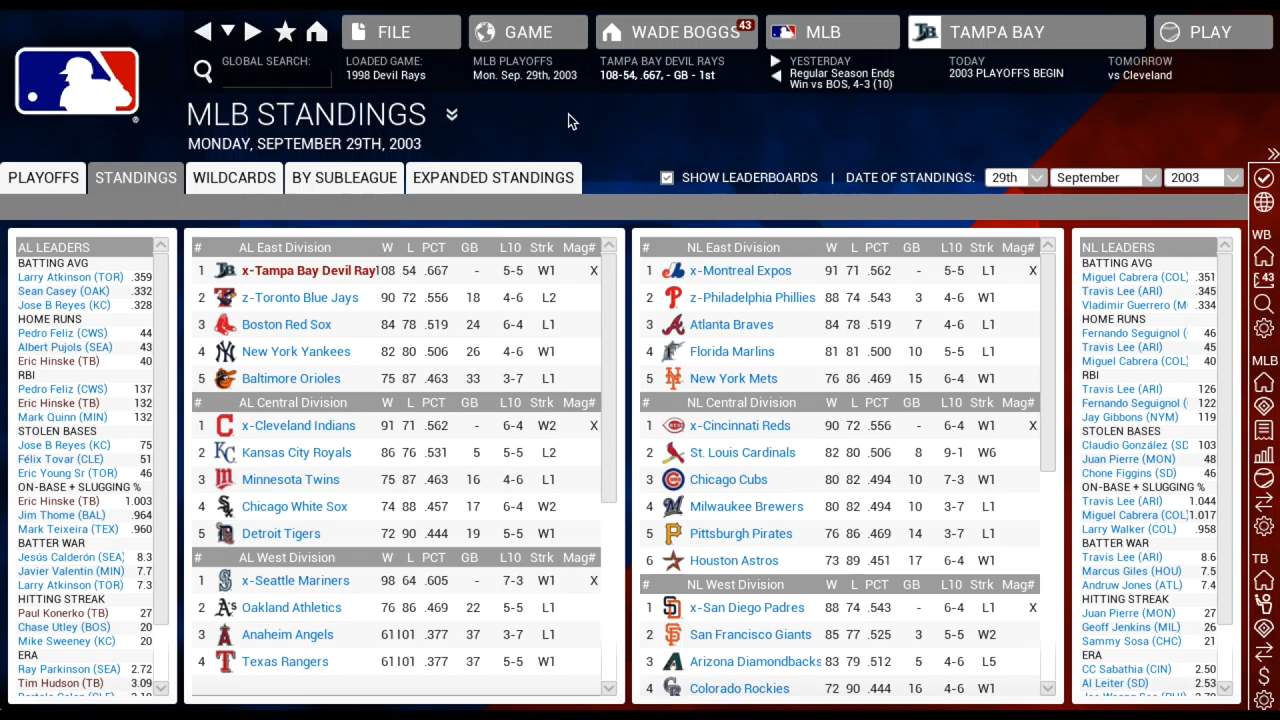 FILE
GAME
WADE BOGGS 43
MLB
TAMPA BAY
PLAY
GLOBAL SEARCH:
LOADED GAME:
1998 Devil Rays
MLB PLAYOFFS
Mon. Sep. 29th, 2003
TAMPA BAY DEVIL RAYS
108-54, .667, - GB - 1st
YESTERDAY
Regular Season Ends
Win vs BOS, 4-3 (10)
TODAY
2003 PLAYOFFS BEGIN
TOMORROW
vs Cleveland
MLB STANDINGS
MONDAY, SEPTEMBER 29TH, 2003
PLAYOFFS STANDINGS WILDCARDS BY SUBLEAGUE EXPANDED STANDINGS
SHOW LEADERBOARDS | DATE OF STANDINGS: 29th September 2003
AL LEADERS
BATTING AVG
Larry Atkinson (TOR) .359
Sean Casey (OAK) .332
Jose B Reyes (KC) .328
HOME RUNS
Pedro Feliz (CWS) 44
Albert Pujols (SEA) 43
Eric Hinske (TB) 40
RBI
Pedro Feliz (CWS) 137
Eric Hinske (TB) 132
Mark Quinn (MIN) 132
STOLEN BASES
Jose B Reyes (KC) 75
Félix Tovar (CLE) 51
Eric Young Sr (TOR) 46
ON-BASE + SLUGGING %
Eric Hinske (TB) 1.003
Jim Thome (BAL) .964
Mark Teixeira (TEX) .960
BATTER WAR
Jesús Calderón (SEA) 8.3
Javier Valentin (MIN) 7.7
Larry Atkinson (TOR) 7.3
HITTING STREAK
Paul Konerko (TB) 27
Chase Utley (BOS) 20
Mike Sweeney (KC) 20
ERA
Ray Parkinson (SEA) 2.72
Tim Hudson (TB) 3.09
# AL East Division W L PCT GB L10 Strk Mag#
1 x-Tampa Bay Devil Ray 108 54 .667 - 5-5 W1 X
2 z-Toronto Blue Jays 90 72 .556 18 4-6 L2
3 Boston Red Sox 84 78 .519 24 6-4 L1
4 New York Yankees 82 80 .506 26 4-6 W1
5 Baltimore Orioles 75 87 .463 33 3-7 L1
# AL Central Division W L PCT GB L10 Strk Mag#
1 x-Cleveland Indians 91 71 .562 - 6-4 W2 X
2 Kansas City Royals 86 76 .531 5 5-5 L2
3 Minnesota Twins 75 87 .463 16 4-6 L1
4 Chicago White Sox 74 88 .457 17 6-4 W2
5 Detroit Tigers 72 90 .444 19 5-5 W1
# AL West Division W L PCT GB L10 Strk Mag#
1 x-Seattle Mariners 98 64 .605 - 7-3 W1 X
2 Oakland Athletics 76 86 .469 22 5-5 L1
3 Anaheim Angels 61 101 .377 37 3-7 L1
4 Texas Rangers 61 101 .377 37 5-5 W1
# NL East Division W L PCT GB L10 Strk Mag#
1 x-Montreal Expos 91 71 .562 - 5-5 L1 X
2 z-Philadelphia Phillies 88 74 .543 3 4-6 W1
3 Atlanta Braves 84 78 .519 7 4-6 L1
4 Florida Marlins 81 81 .500 10 5-5 L1
5 New York Mets 76 86 .469 15 6-4 W1
# NL Central Division W L PCT GB L10 Strk Mag#
1 x-Cincinnati Reds 90 72 .556 - 6-4 W1 X
2 St. Louis Cardinals 82 80 .506 8 9-1 W6
3 Chicago Cubs 80 82 .494 10 7-3 W1
4 Milwaukee Brewers 80 82 .494 10 3-7 L1
5 Pittsburgh Pirates 76 86 .469 14 3-7 L1
6 Houston Astros 73 89 .451 17 6-4 W1
# NL West Division W L PCT GB L10 Strk Mag#
1 x-San Diego Padres 88 74 .543 - 6-4 L1 X
2 San Francisco Giants 85 77 .525 3 5-5 W2
3 Arizona Diamondbacks 83 79 .512 5 4-6 L5
4 Colorado Rockies 72 90 .444 16 4-6 W1
NL LEADERS
BATTING AVG
Miguel Cabrera (COL) .351
Travis Lee (ARI) .345
Vladimir Guerrero (M .334
HOME RUNS
Fernando Seguignol ( 46
Travis Lee (ARI) 45
Miguel Cabrera (COL) 40
RBI
Travis Lee (ARI) 126
Fernando Seguignol ( 122
Jay Gibbons (NYM) 119
STOLEN BASES
Claudio González (SD 103
Juan Pierre (MON) 48
Chone Figgins (SD) 46
ON-BASE + SLUGGING %
Travis Lee (ARI) 1.044
Miguel Cabrera (COL) 1.017
Larry Walker (COL) .958
BATTER WAR
Travis Lee (ARI) 8.6
Marcus Giles (HOU) 7.5
Andruw Jones (ATL) 7.4
HITTING STREAK
Juan Pierre (MON) 27
Geoff Jenkins (MIL) 26
Sammy Sosa (CHC) 21
ERA
CC Sabathia (CIN) 2.50
Al Leiter (SD) 2.53
WB
43
MLB
TB